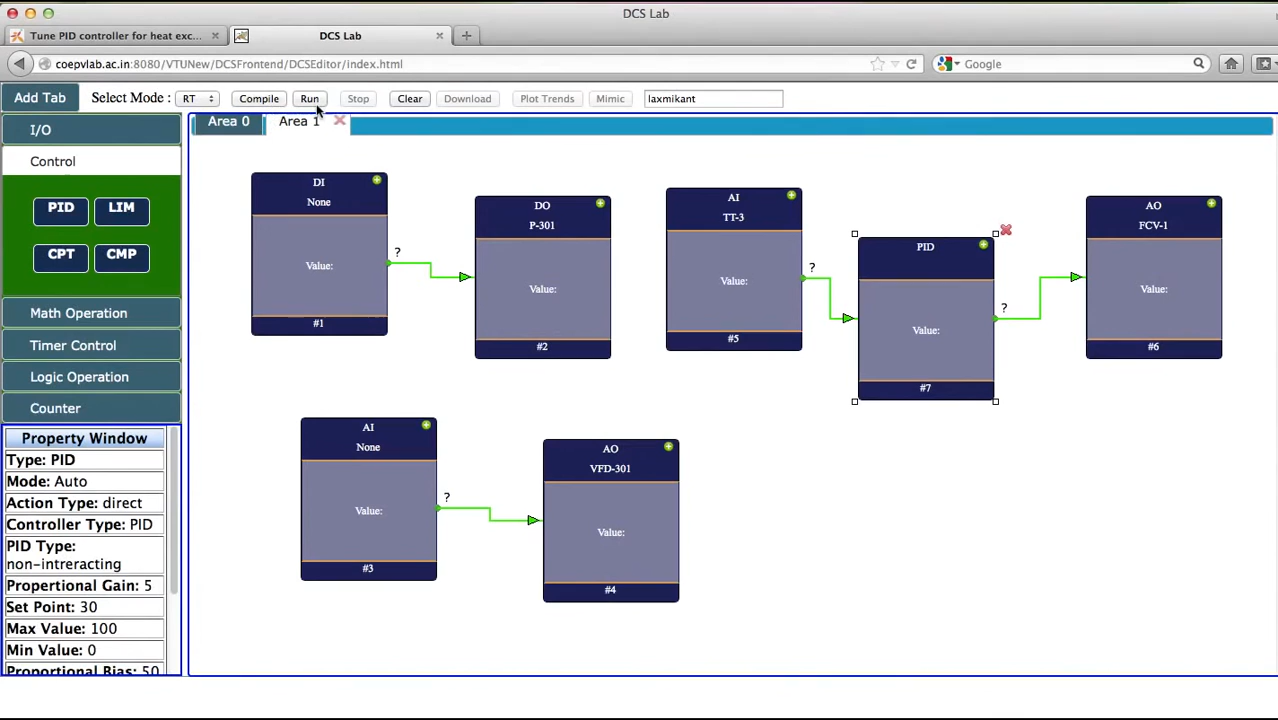 DCS Lab
Tune PID controller for heat exc...
DCS Lab
coepvlab.ac.in:8080/VTUNew/DCSFrontend/DCSEditor/index.html
Google
Add Tab
Select Mode :
RT
Compile
Run
Stop
Clear
Download
Plot Trends
Mimic
laxmikant
Area 0
Area 1
I/O
Control
PID
LIM
CPT
CMP
Math Operation
Timer Control
Logic Operation
Counter
Property Window
Type: PID
Mode: Auto
Action Type: direct
Controller Type: PID
PID Type:
non-intreracting
Propertional Gain: 5
Set Point: 30
Max Value: 100
Min Value: 0
Proportional Bias: 50
DI
None
Value:
#1
?
DO
P-301
Value:
#2
AI
TT-3
Value:
#5
?
PID
Value:
#7
?
AO
FCV-1
Value:
#6
AI
None
Value:
#3
?
AO
VFD-301
Value:
#4